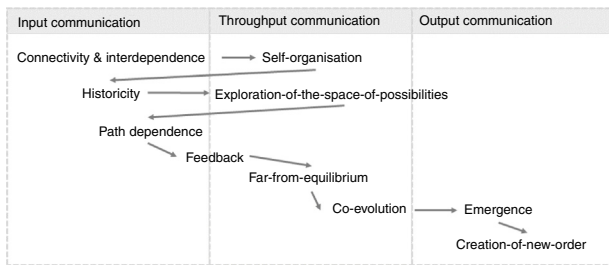 Input communication
Throughput communication
Output communication
Connectivity & interdependence
Self-organisation
Historicity
Exploration-of-the-space-of-possibilities
Path dependence
Feedback
Far-from-equilibrium
Co-evolution
Emergence
Creation-of-new-order